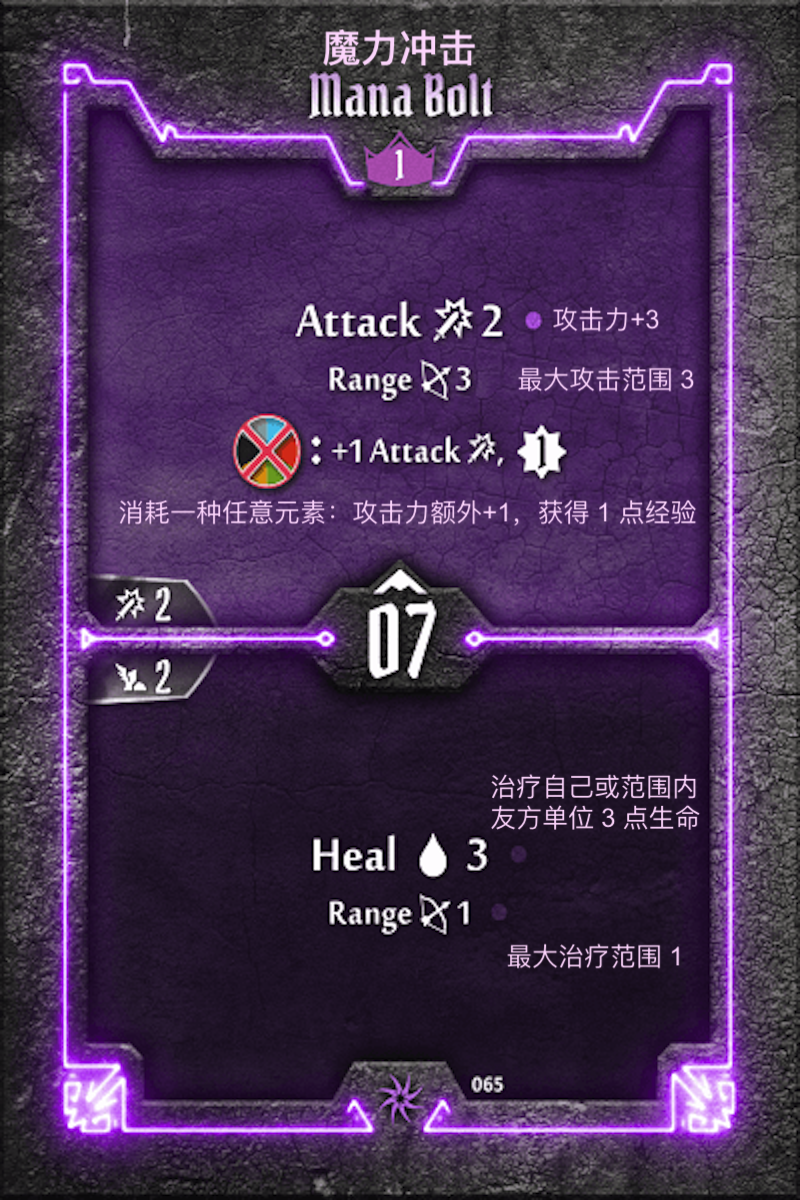 魔力冲击
Mana Bolt
1
Attack 2 攻击力+3
Range 3 最大攻击范围 3
: +1 Attack , 1
消耗一种任意元素：攻击力额外+1，获得 1 点经验
2
07
2
治疗自己或范围内
友方单位 3 点生命
Heal 3
Range 1
最大治疗范围 1
065